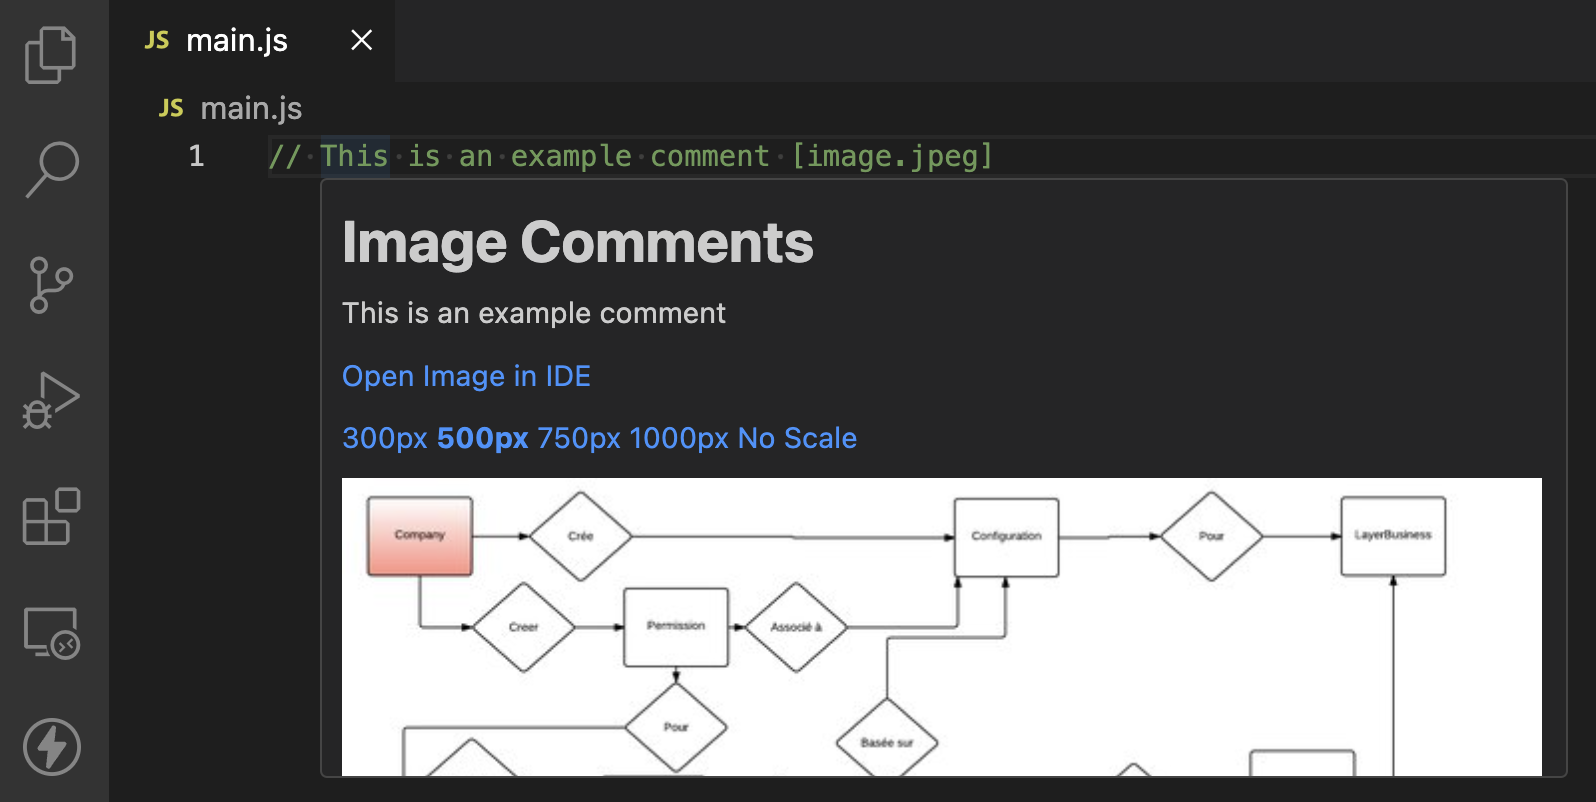 JS main.js
JS main.js
1 // This is an example comment [image.jpeg]
Image Comments
This is an example comment
Open Image in IDE
300px 500px 750px 1000px No Scale
Company Crée Configuration Pour LayerBusiness
Creer Permission Associé à
Pour Basée sur